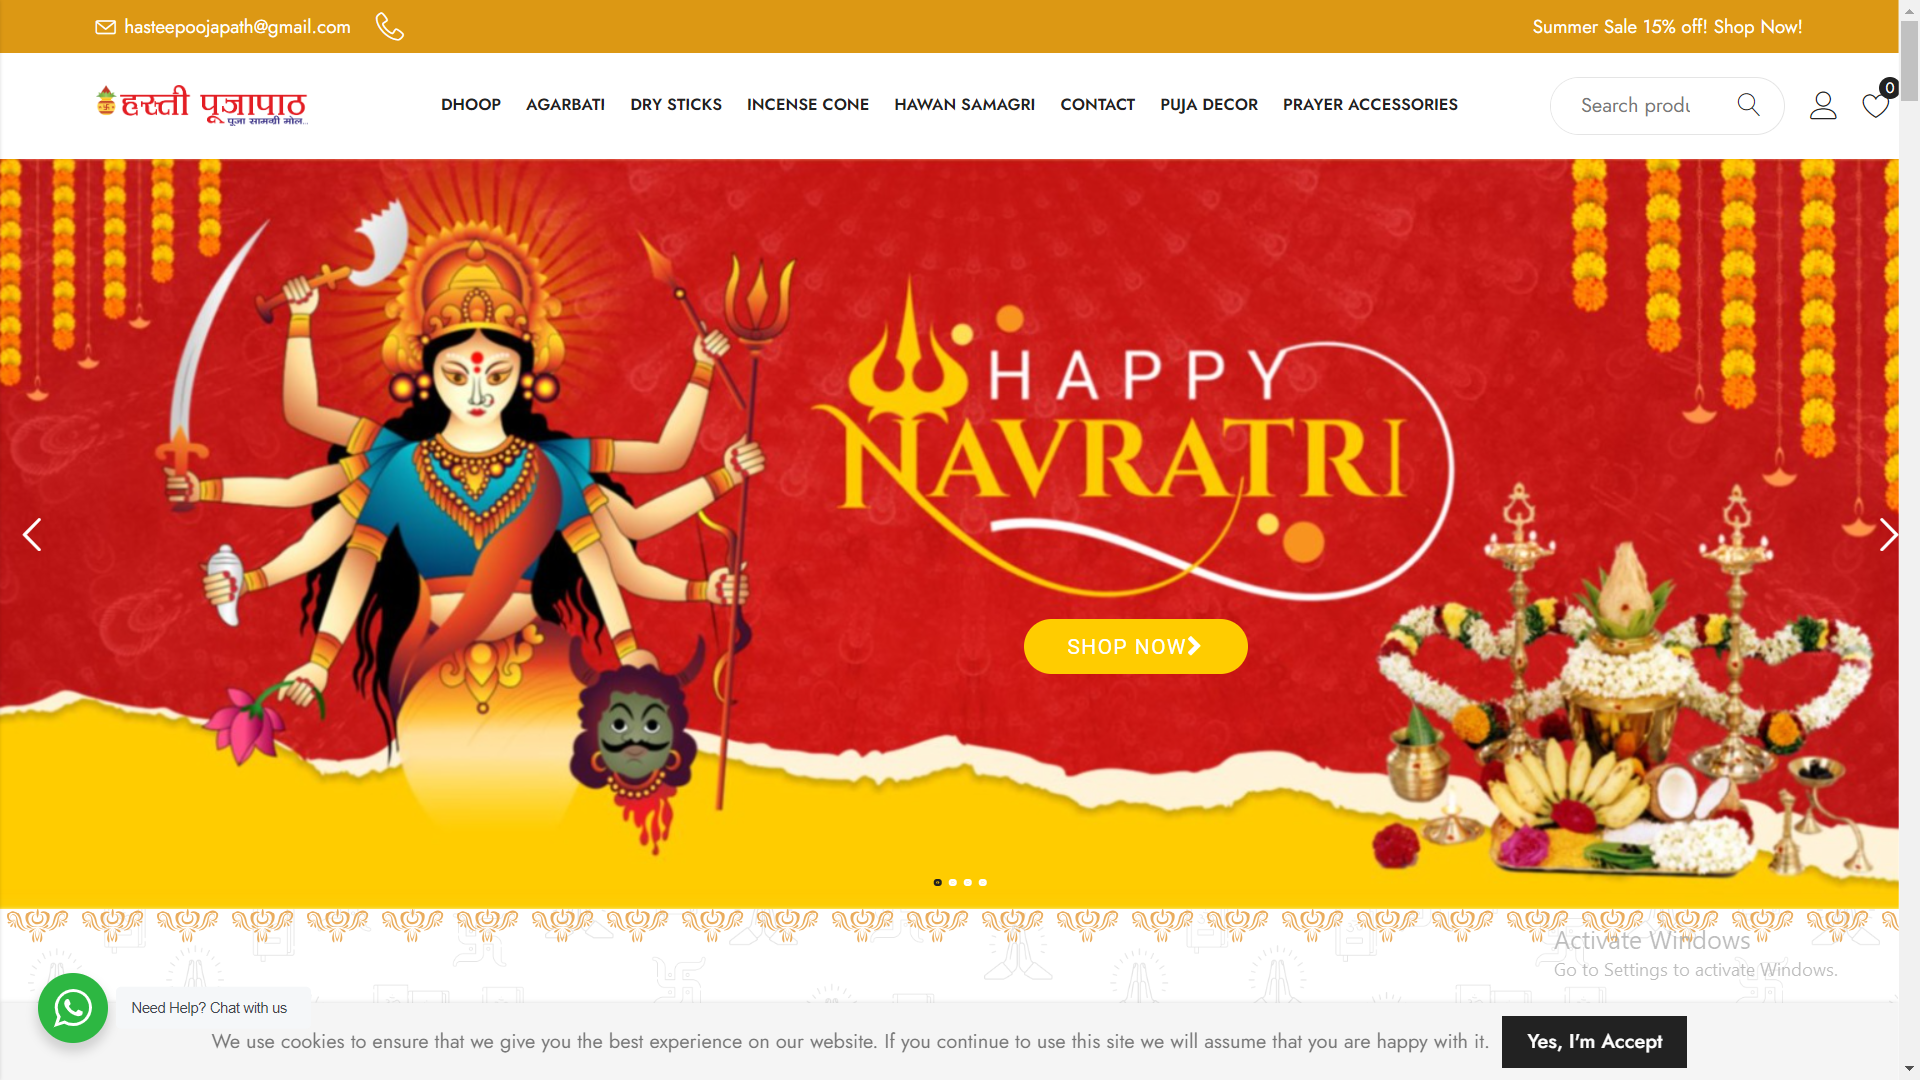 hasteepoojapath@gmail.com
Summer Sale 15% off! Shop Now!
हस्ती पूजापाठ
पूजा सामग्री मॉल...
DHOOP
AGARBATI
DRY STICKS
INCENSE CONE
HAWAN SAMAGRI
CONTACT
PUJA DECOR
PRAYER ACCESSORIES
Search produ
0
HAPPY
NAVRATRI
SHOP NOW
Activate Windows
Go to Settings to activate Windows.
Need Help? Chat with us
We use cookies to ensure that we give you the best experience on our website. If you continue to use this site we will assume that you are happy with it.
Yes, I'm Accept